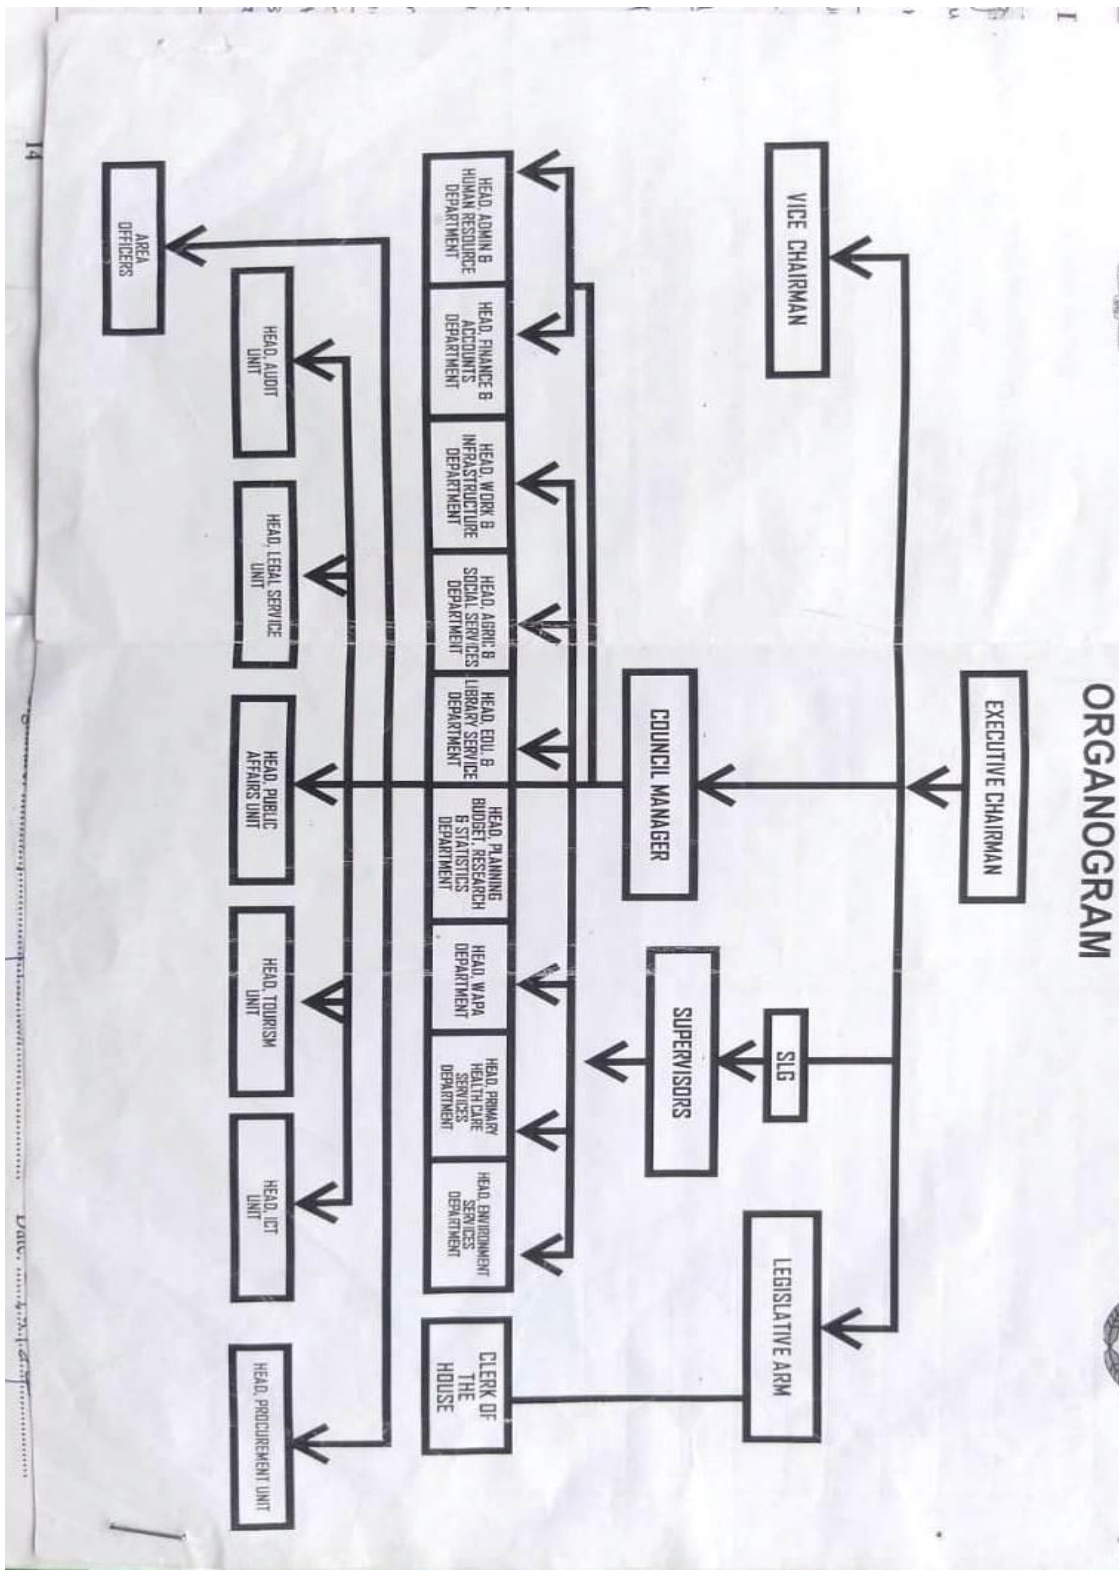 ORGANOGRAM
EXECUTIVE CHAIRMAN
VICE CHAIRMAN
COUNCIL MANAGER
SLG
SUPERVISORS
LEGISLATIVE ARM
HEAD, ADMIN &
HUMAN RESOURCE
DEPARTMENT
HEAD, FINANCE &
ACCOUNTS
DEPARTMENT
HEAD, WORK &
INFRASTRUCTURE
DEPARTMENT
HEAD, AGRIC &
SOCIAL SERVICES
DEPARTMENT
HEAD, EDU. &
LIBRARY SERVICE
DEPARTMENT
HEAD, PLANNING
BUDGET, RESEARCH
& STATISTICS
DEPARTMENT
HEAD, WAPA
DEPARTMENT
HEAD, PRIMARY
HEALTH CARE
SERVICES
DEPARTMENT
HEAD, ENVIRONMENT
SERVICES
DEPARTMENT
CLERK OF
THE
HOUSE
HEAD, AUDIT
UNIT
HEAD, LEGAL SERVICE
UNIT
HEAD, PUBLIC
AFFAIRS UNIT
HEAD, TOURISM
UNIT
HEAD, ICT
UNIT
HEAD, PROCUREMENT UNIT
AREA
OFFICERS
14
Date: